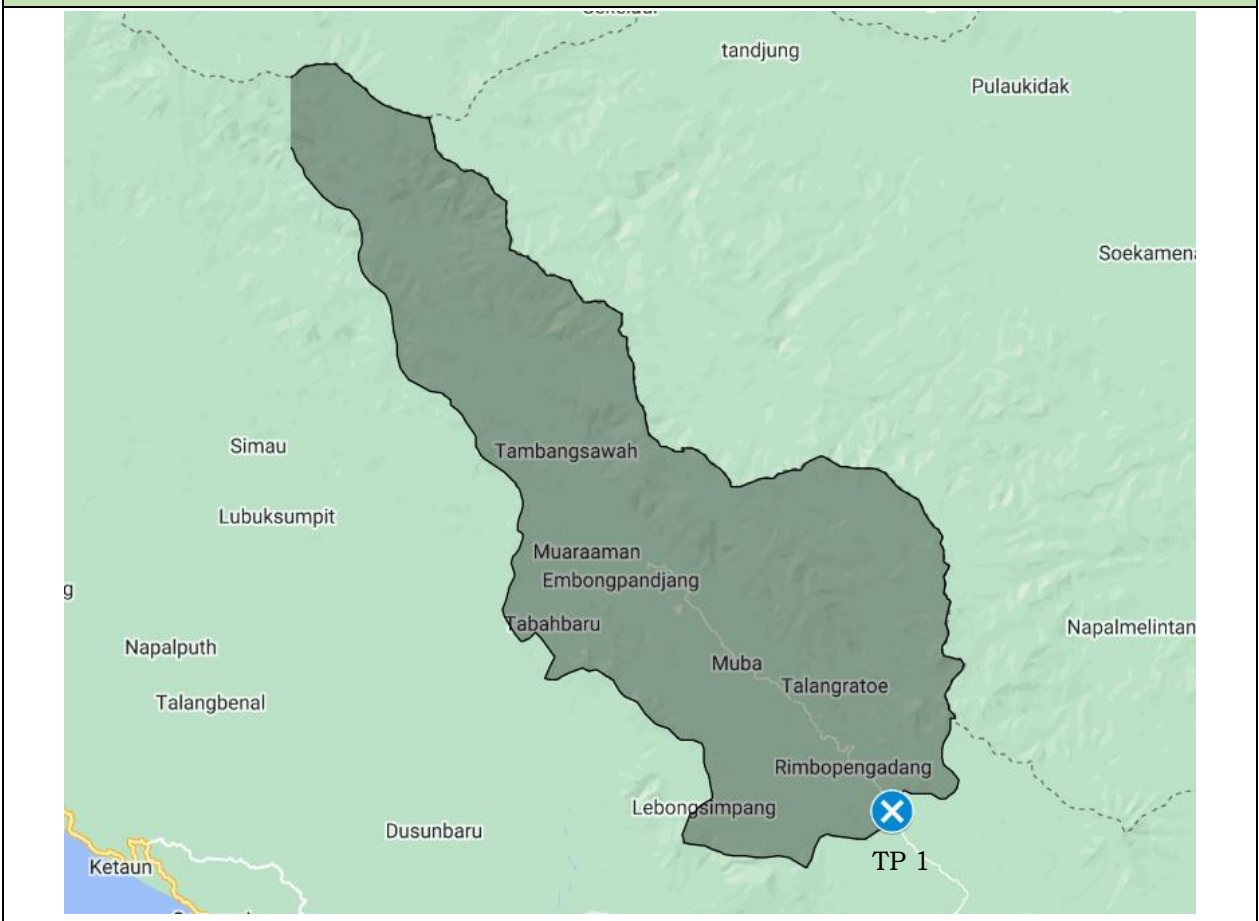 tandjung
Pulaukidak
Soekamen
Simau
Tambangsawah
Lubuksumpit
Muaraaman
Embongpandjang
g
Tabahbaru
Napalmelintan
Napalputh
Muba
Talangratoe
Talangbenal
Rimbopengadang
Lebongsimpang
Dusunbaru
TP 1
Ketaun